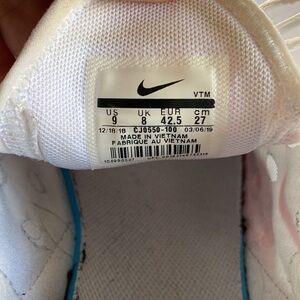 VTM
US UK EUR cm
9 8 42.5 27
12/18/18 CJ0550-100 03/06/19
MADE IN VIETNAM
FABRIQUE AU VIETNAM